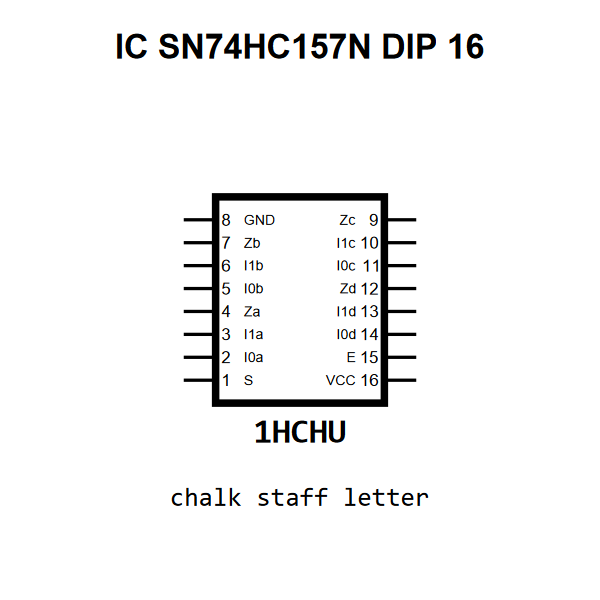 IC SN74HC157N DIP 16
8 GND Zc 9
7 Zb I1c 10
6 I1b I0c 11
5 I0b Zd 12
4 Za I1d 13
3 I1a I0d 14
2 I0a E 15
1 S VCC 16
1HCHU
chalk staff letter